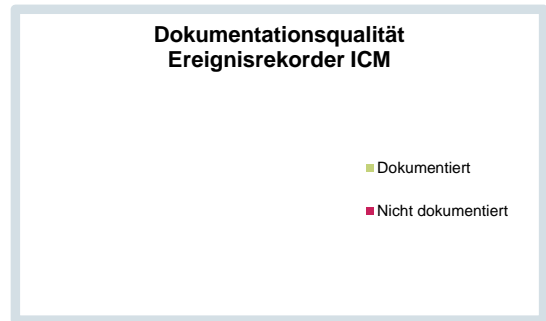 Dokumentationsqualität
Ereignisrekorder ICM
Dokumentiert
Nicht dokumentiert